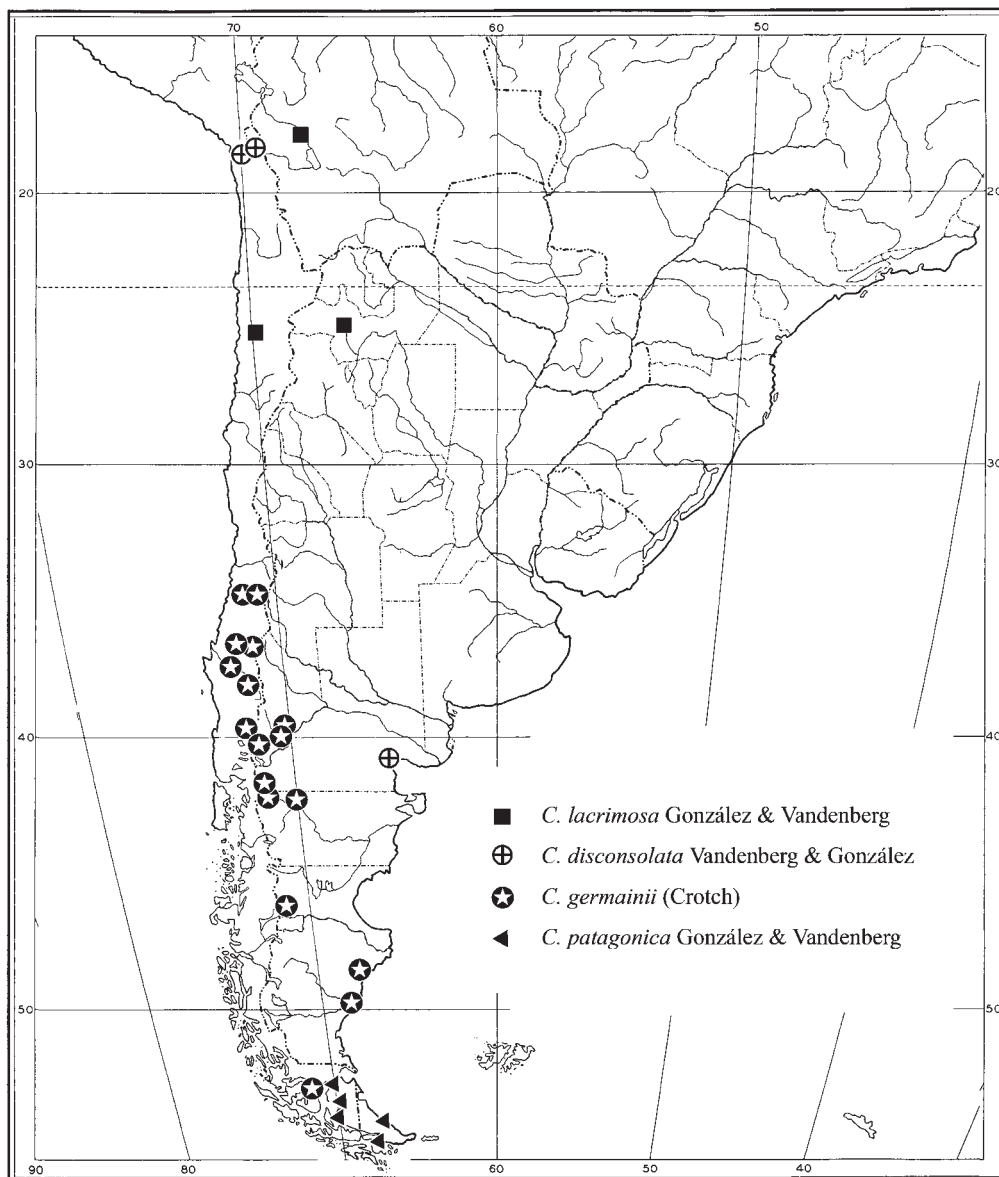 70 60 50
20 20
30 30
40 40
C. lacrimosa González & Vandenberg
C. disconsolata Vandenberg & González
C. germainii (Crotch)
C. patagonica González & Vandenberg
50 50
90 80 60 50 40